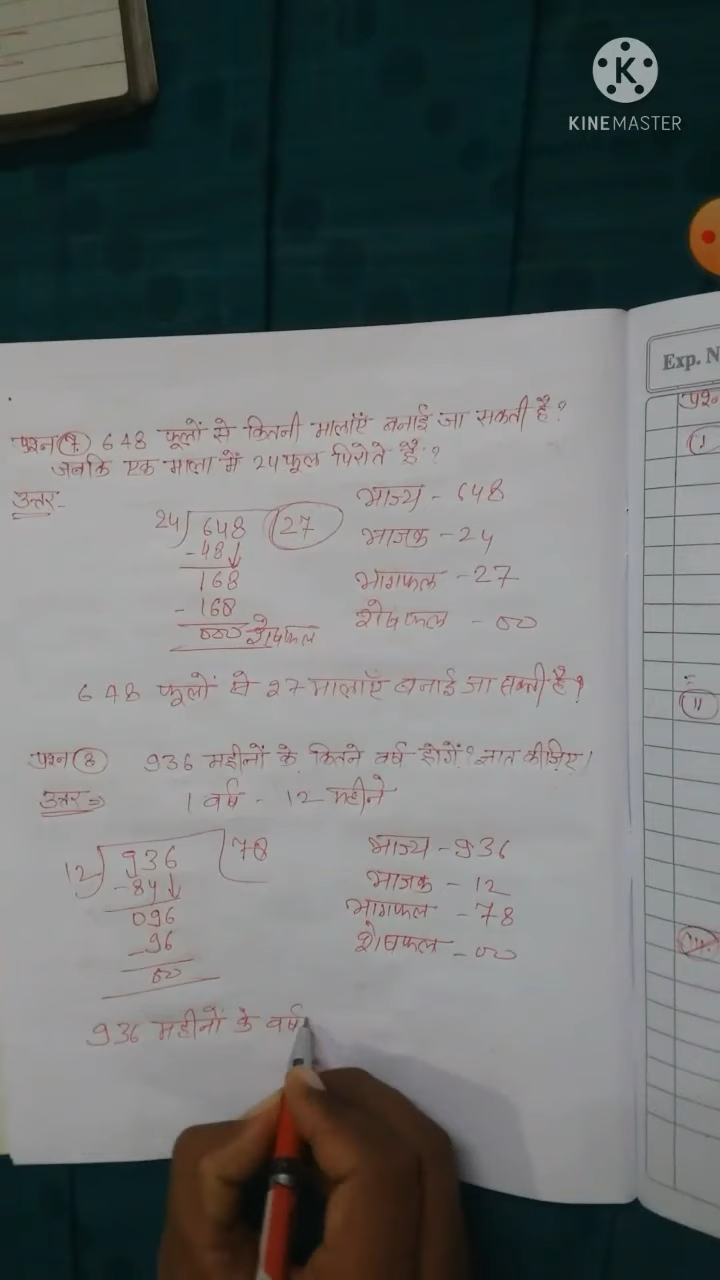 KINEMASTER
Exp. N
प्रश्न
प्रश्न 7. 648 फूलों से कितनी मालाएँ बनाई जा सकती है?
जबकि एक माला में 24 फूल पिरोते हैं?
उत्तर-
24) 648 (27
भाज्य - 648
- 48↓
भाजक - 24
168
भागफल - 27
- 168
000 शेषफल
शेषफल - 00
648 फूलों से 27 मालाएँ बनाई जा सकती है?
प्रश्न 8 936 महीनों के कितने वर्ष होगें? ज्ञात कीजिए।
उत्तर ⇒ 1 वर्ष - 12 महीने
12) 936 (78
भाज्य - 936
- 84↓
भाजक - 12
096
भागफल - 78
- 96
शेषफल - 00
00
936 महीनों के वर्ष
I
II
III.